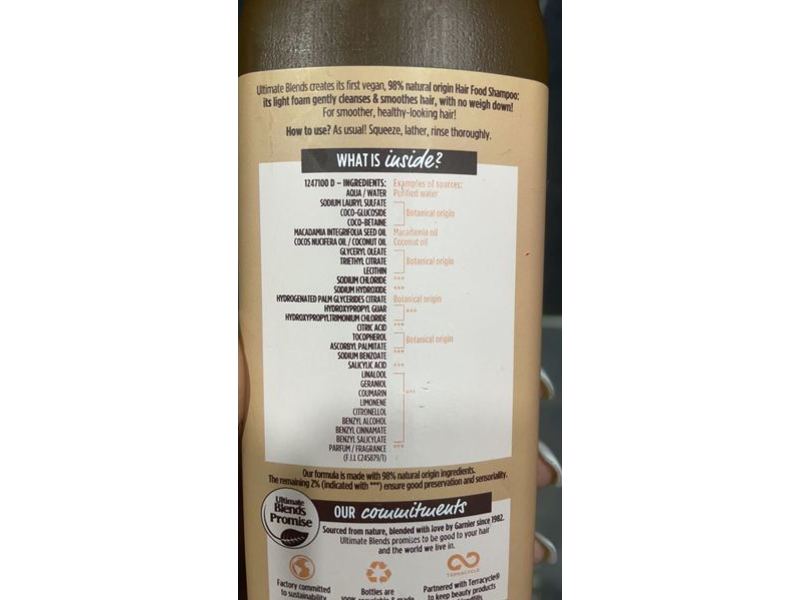 Ultimate Blends creates its first vegan, 98% natural origin Hair Food Shampoo:
its light foam gently cleanses & smoothes hair, with no weigh down!
For smoother, healthy-looking hair!
How to use? As usual! Squeeze, lather, rinse thoroughly.
WHAT IS inside?
1247100 D – INGREDIENTS: Examples of sources:
AQUA / WATER Purified water
SODIUM LAURYL SULFATE
COCO-GLUCOSIDE Botanical origin
COCO-BETAINE
MACADAMIA INTEGRIFOLIA SEED OIL Macadamia oil
COCOS NUCIFERA OIL / COCONUT OIL Coconut oil
GLYCERYL OLEATE
TRIETHYL CITRATE Botanical origin
LECITHIN
SODIUM CHLORIDE ***
SODIUM HYDROXIDE ***
HYDROGENATED PALM GLYCERIDES CITRATE Botanical origin
HYDROXYPROPYL GUAR ***
HYDROXYPROPYLTRIMONIUM CHLORIDE
CITRIC ACID ***
TOCOPHEROL Botanical origin
ASCORBYL PALMITATE
SODIUM BENZOATE ***
SALICYLIC ACID ***
LINALOOL
GERANIOL
COUMARIN ***
LIMONENE
CITRONELLOL
BENZYL ALCOHOL
BENZYL CINNAMATE
BENZYL SALICYLATE
PARFUM / FRAGRANCE ***
(F.I.L C245879/1)
Our formula is made with 98% natural origin ingredients.
The remaining 2% (indicated with ***) ensure good preservation and sensoriality.
Ultimate
Blends
Promise
OUR commitments
Sourced from nature, blended with love by Garnier since 1982.
Ultimate Blends promises to be good to your hair
and the world we live in.
TERRACYCLE
Factory committed
to sustainability
Bottles are
100% recyclable & made
Partnered with Terracycle®
to keep beauty products